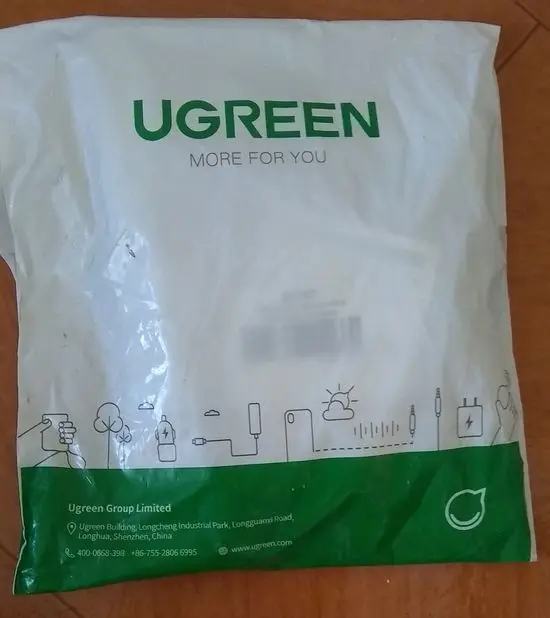 UGREEN
MORE FOR YOU
Ugreen Group Limited
Ugreen Building, Longcheng Industrial Park, Longguanxi Road,
Longhua, Shenzhen, China
400-0668-398 +86-755-2806 6995
www.ugreen.com